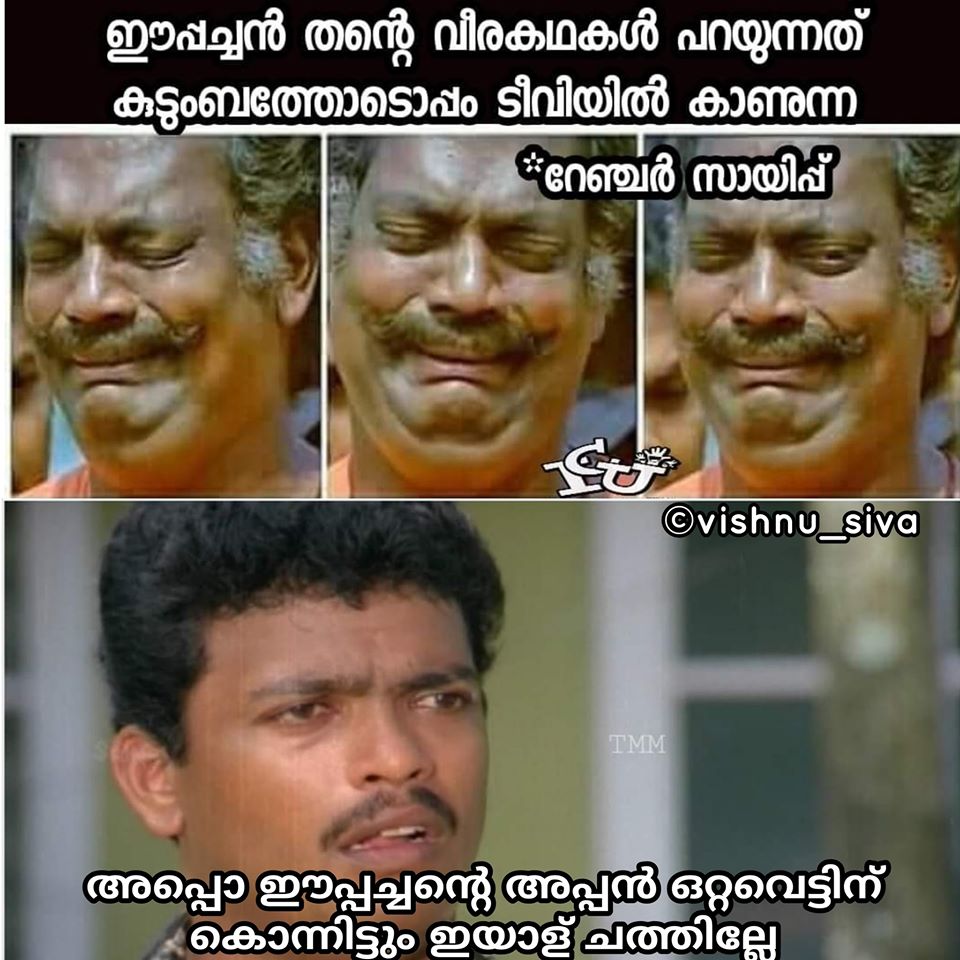 ഈപ്പച്ചൻ തന്റെ വീരകഥകൾ പറയുന്നത്
കുടുംബത്തോടൊപ്പം ടീവിയിൽ കാണുന്ന
*റേഞ്ചർ സായിപ്പ്
ICU
©vishnu_siva
TMM
അപ്പൊ ഈപ്പച്ചന്റെ അപ്പൻ ഒറ്റവെട്ടിന്
കൊന്നിട്ടും ഇയാള് ചത്തില്ലേ